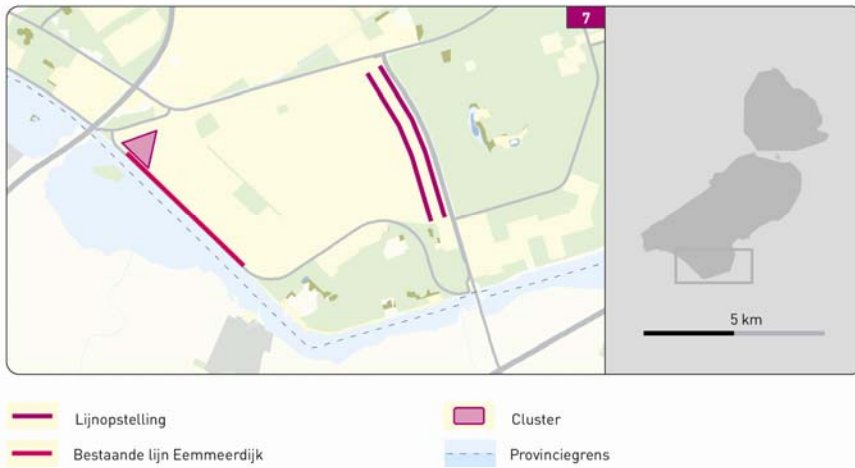 7
5 km
Lijnopstelling
Cluster
Bestaande lijn Eemmeerdijk
Provinciegrens